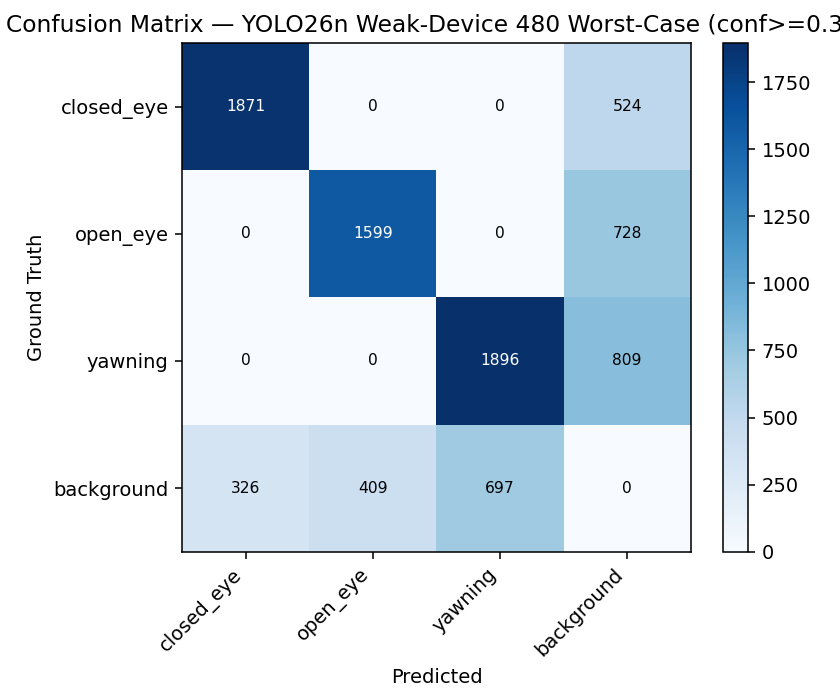 Confusion Matrix — YOLO26n Weak-Device 480 Worst-Case (conf>=0.3
closed_eye 1871 0 0 524
open_eye 0 1599 0 728
yawning 0 0 1896 809
background 326 409 697 0
closed_eye open_eye yawning background
Predicted
Ground Truth
1750
1500
1250
1000
750
500
250
0